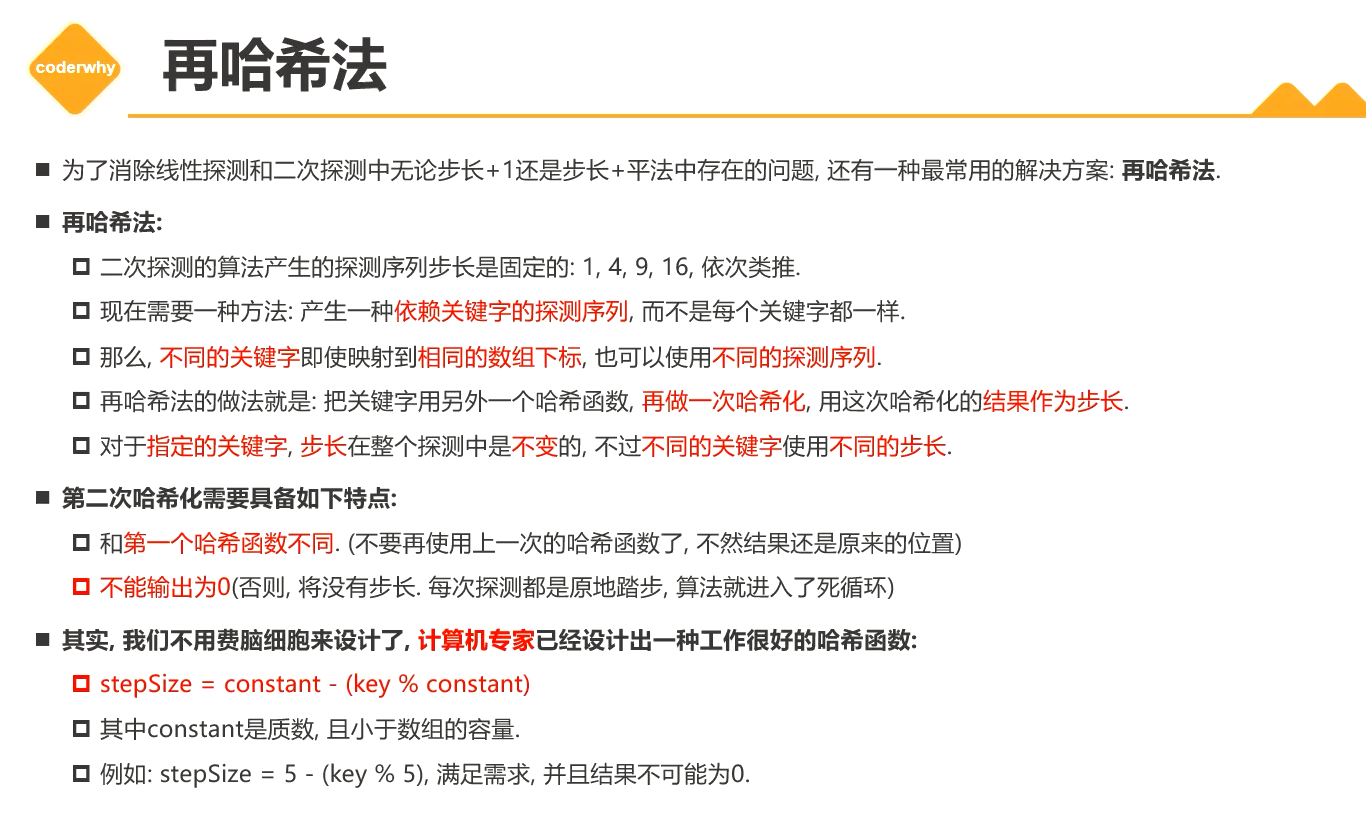 coderwhy
再哈希法
为了消除线性探测和二次探测中无论步长+1还是步长+平法中存在的问题, 还有一种最常用的解决方案: 再哈希法.
再哈希法:
二次探测的算法产生的探测序列步长是固定的: 1, 4, 9, 16, 依次类推.
现在需要一种方法: 产生一种依赖关键字的探测序列, 而不是每个关键字都一样.
那么, 不同的关键字即使映射到相同的数组下标, 也可以使用不同的探测序列.
再哈希法的做法就是: 把关键字用另外一个哈希函数, 再做一次哈希化, 用这次哈希化的结果作为步长.
对于指定的关键字, 步长在整个探测中是不变的, 不过不同的关键字使用不同的步长.
第二次哈希化需要具备如下特点:
和第一个哈希函数不同. (不要再使用上一次的哈希函数了, 不然结果还是原来的位置)
不能输出为0(否则, 将没有步长. 每次探测都是原地踏步, 算法就进入了死循环)
其实, 我们不用费脑细胞来设计了, 计算机专家已经设计出一种工作很好的哈希函数:
stepSize = constant - (key % constant)
其中constant是质数, 且小于数组的容量.
例如: stepSize = 5 - (key % 5), 满足需求, 并且结果不可能为0.